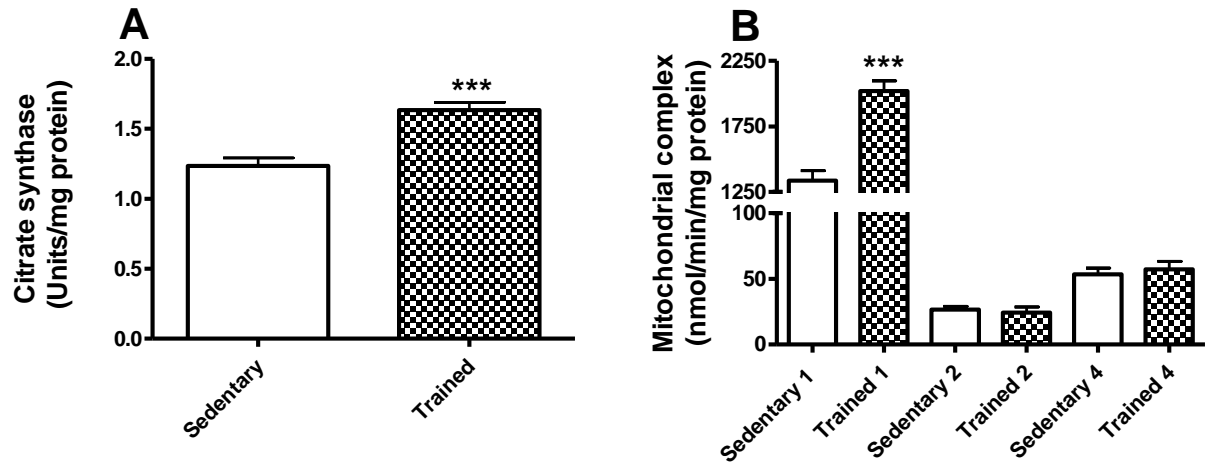 A
Citrate synthase
(Units/mg protein)
2.0
1.5
1.0
0.5
0.0
***
Sedentary
Trained
B
Mitochondrial complex
(nmol/min/mg protein)
2250
1750
1250
100
50
0
***
Sedentary 1
Trained 1
Sedentary 2
Trained 2
Sedentary 4
Trained 4